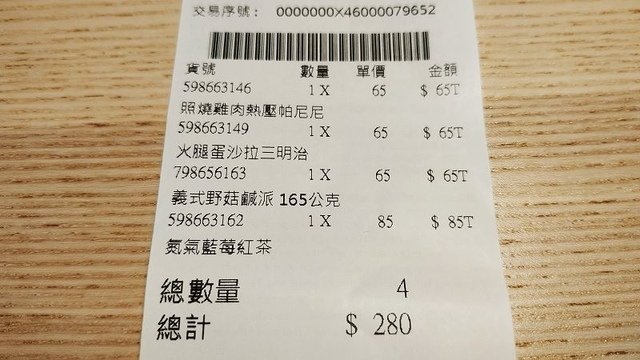 交易序號: 0000000X46000079652
貨號 數量 單價 金額
598663146 1 X 65 $ 65T
照燒雞肉熱壓帕尼尼
598663149 1 X 65 $ 65T
火腿蛋沙拉三明治
798656163 1 X 65 $ 65T
義式野菇鹹派 165公克
598663162 1 X 85 $ 85T
氮氣藍莓紅茶
總數量 4
總計 $ 280